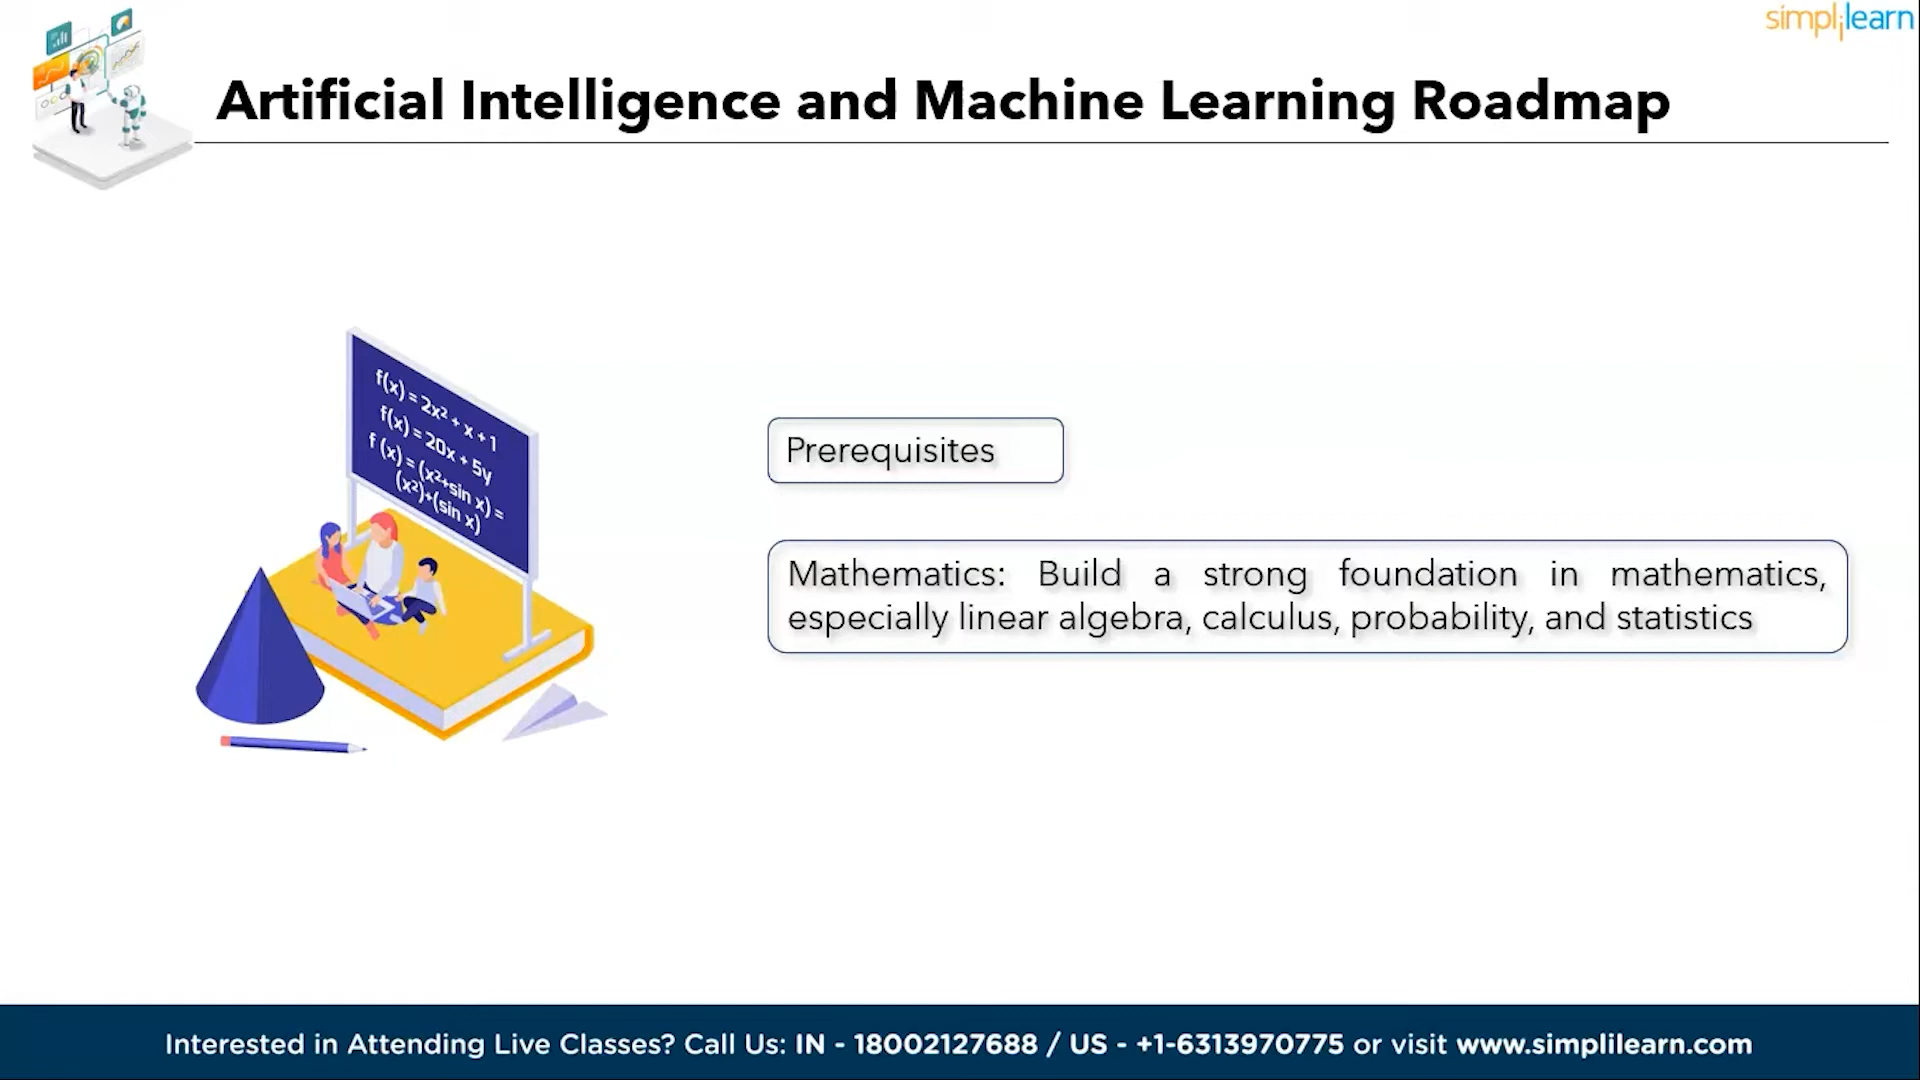 simplilearn
Artificial Intelligence and Machine Learning Roadmap
f(x) = 2x² + x + 1
f(x) = 20x + 5y
f (x) = (x²+sin x) =
(x²)+(sin x)
Prerequisites
Mathematics: Build a strong foundation in mathematics,
especially linear algebra, calculus, probability, and statistics
Interested in Attending Live Classes? Call Us: IN - 18002127688 / US - +1-6313970775 or visit www.simplilearn.com